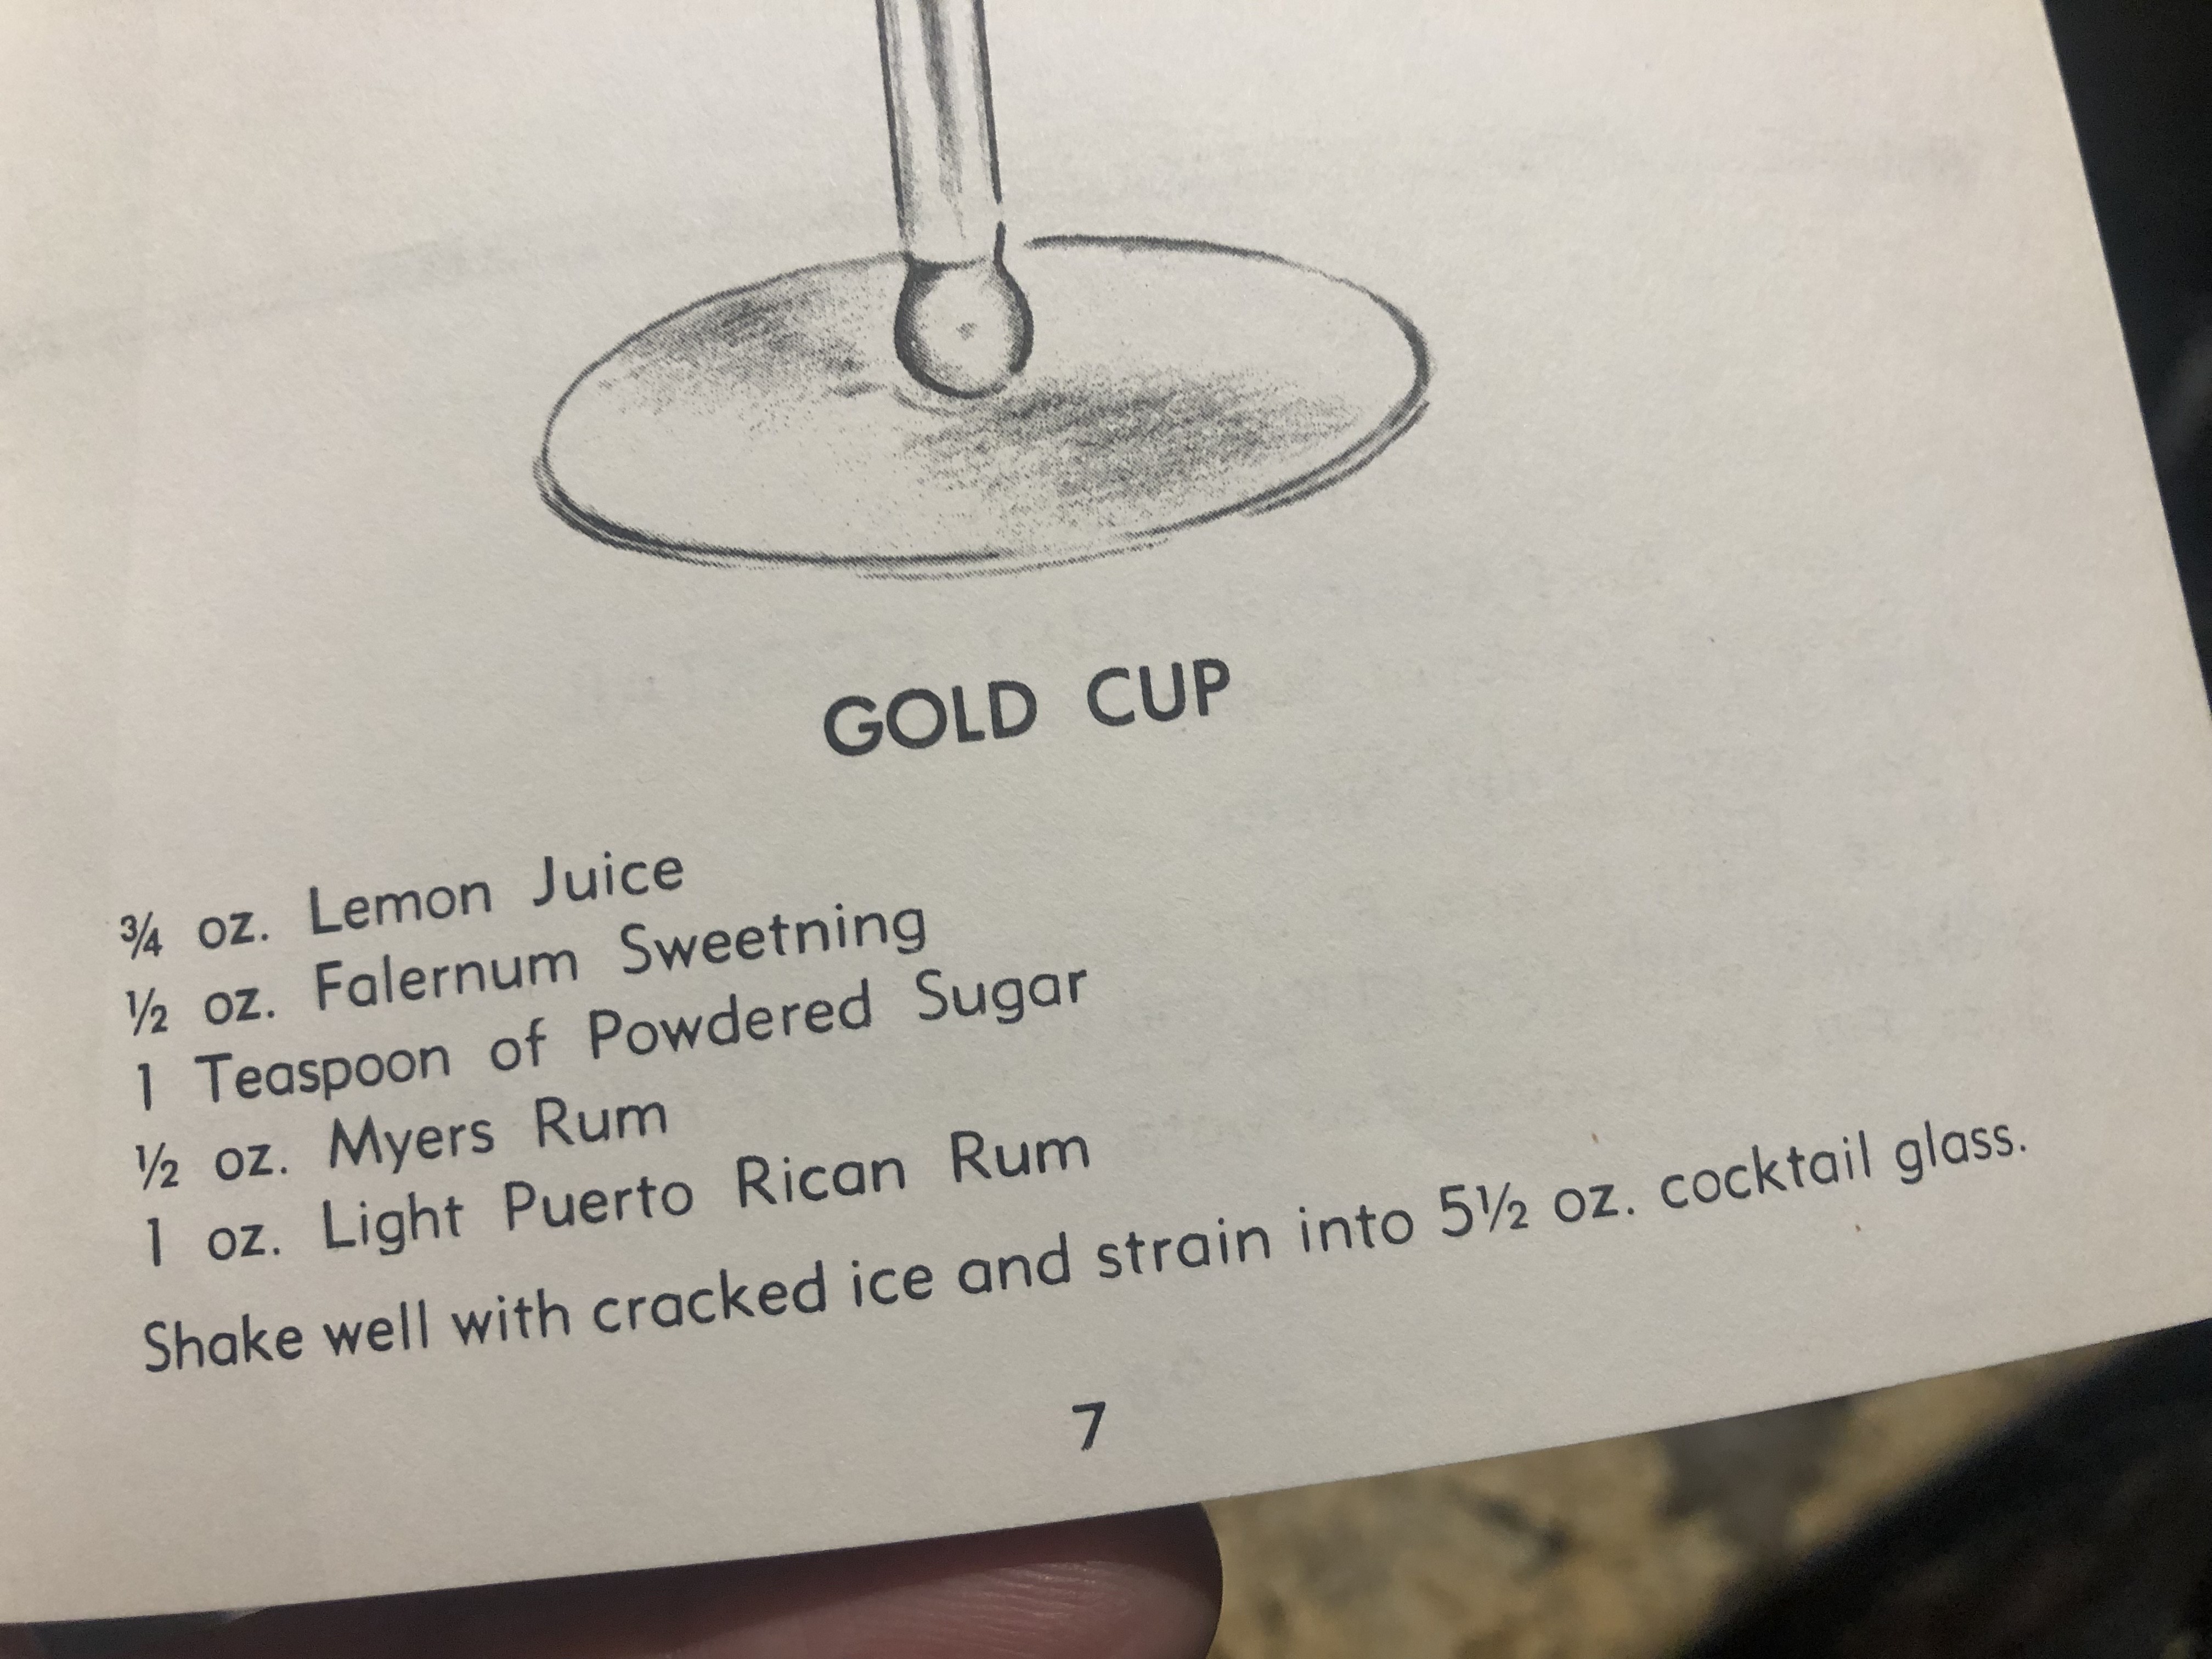 GOLD CUP
¾ oz. Lemon Juice
½ oz. Falernum Sweetning
1 Teaspoon of Powdered Sugar
½ oz. Myers Rum
1 oz. Light Puerto Rican Rum
Shake well with cracked ice and strain into 5½ oz. cocktail glass.
7